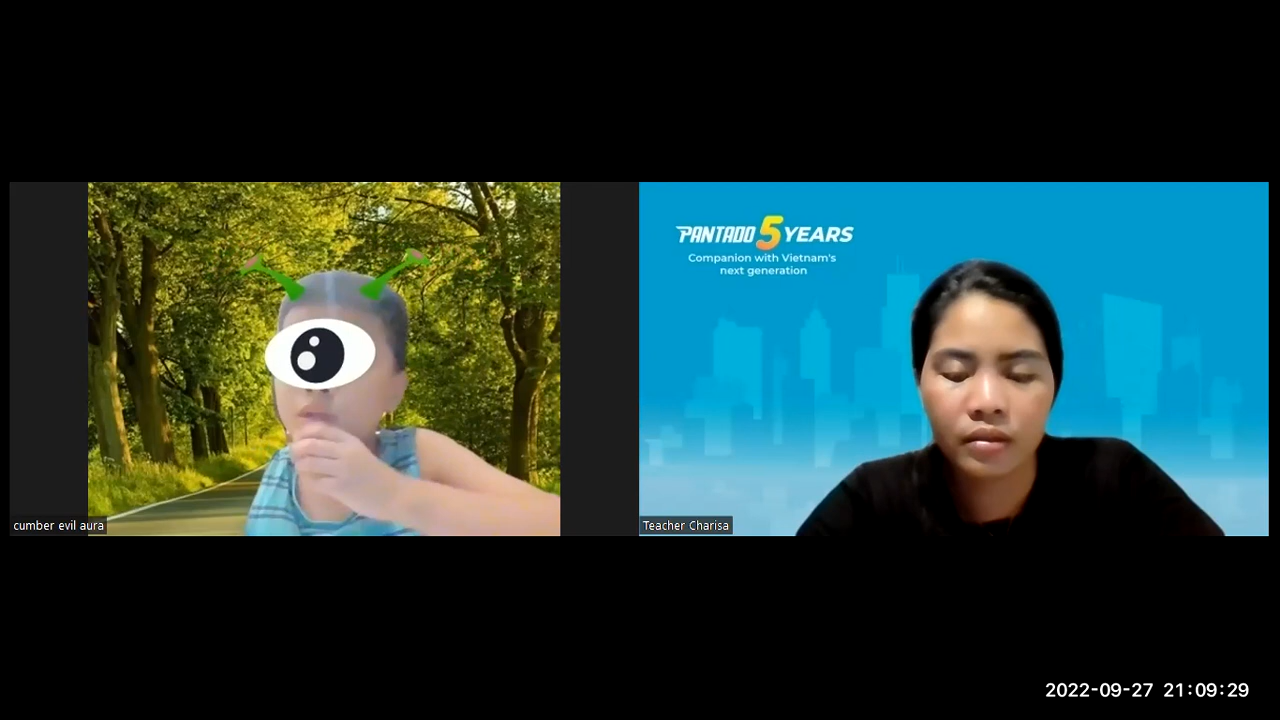 PANTADO 5 YEARS
Companion with Vietnam's
next generation
cumber evil aura
Teacher Charisa
2022-09-27 21:09:29